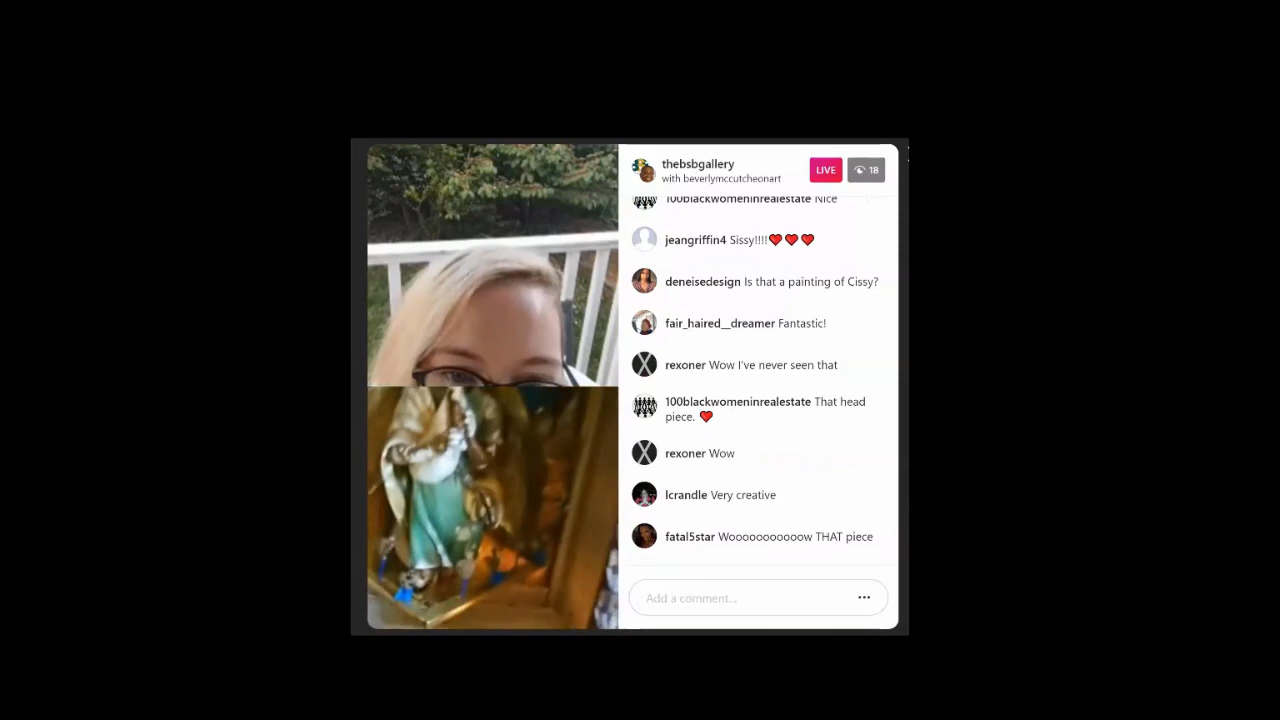 thebsbgallery
with beverlymccutcheonart
LIVE
18
100blackwomeninrealestate Nice
jeangriffin4 Sissy!!!!❤️❤️❤️
deneisedesign Is that a painting of Cissy?
fair_haired__dreamer Fantastic!
rexoner Wow I've never seen that
100blackwomeninrealestate That head
piece. ❤️
rexoner Wow
lcrandle Very creative
fatal5star Wooooooooooow THAT piece
Add a comment...